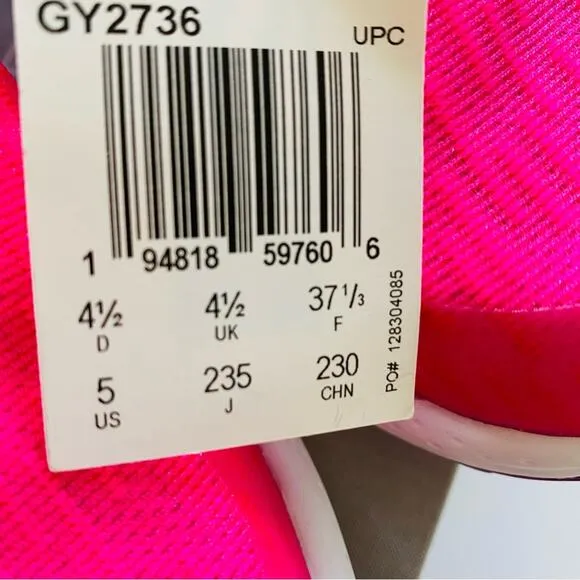 GY2736
UPC
1 94818 59760 6
4½ 4½ 37 1/3
D UK F
5 235 230
US J CHN
PO# 128304085